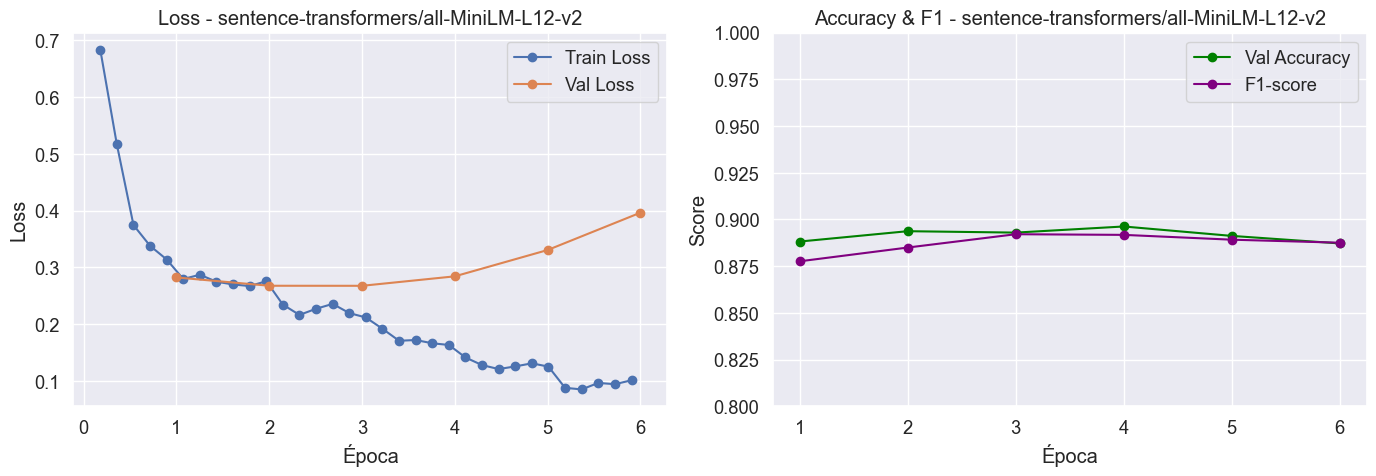 Loss - sentence-transformers/all-MiniLM-L12-v2
Train Loss
Val Loss
0.7
0.6
0.5
0.4
0.3
0.2
0.1
Loss
0 1 2 3 4 5 6
Época
Accuracy & F1 - sentence-transformers/all-MiniLM-L12-v2
Val Accuracy
F1-score
1.000
0.975
0.950
0.925
0.900
0.875
0.850
0.825
0.800
Score
1 2 3 4 5 6
Época